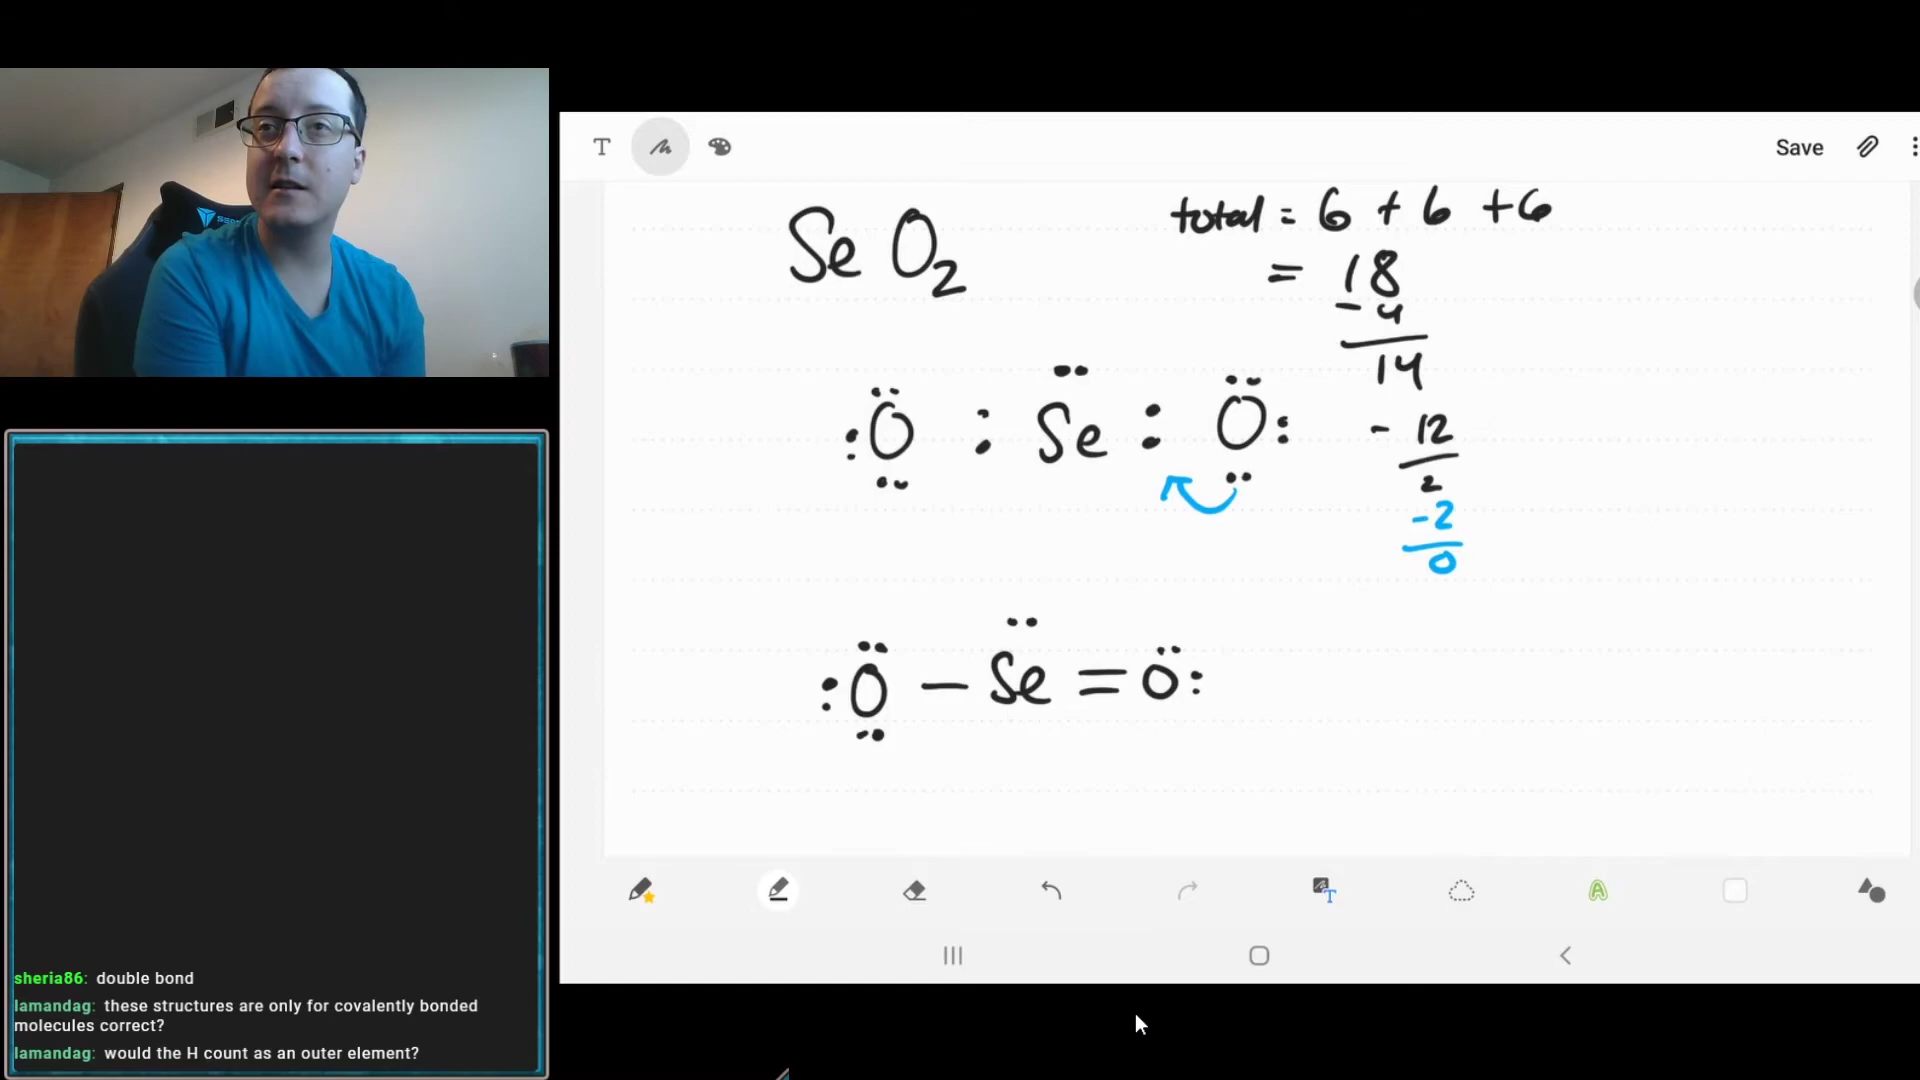 T
Save
Se O₂
total = 6 + 6 + 6
= 18
- 4
14
- 12
2
-2
0
:O : Se : O:
:O − Se = O:
A
T
sheria86: double bond
lamandag: these structures are only for covalently bonded
molecules correct?
lamandag: would the H count as an outer element?